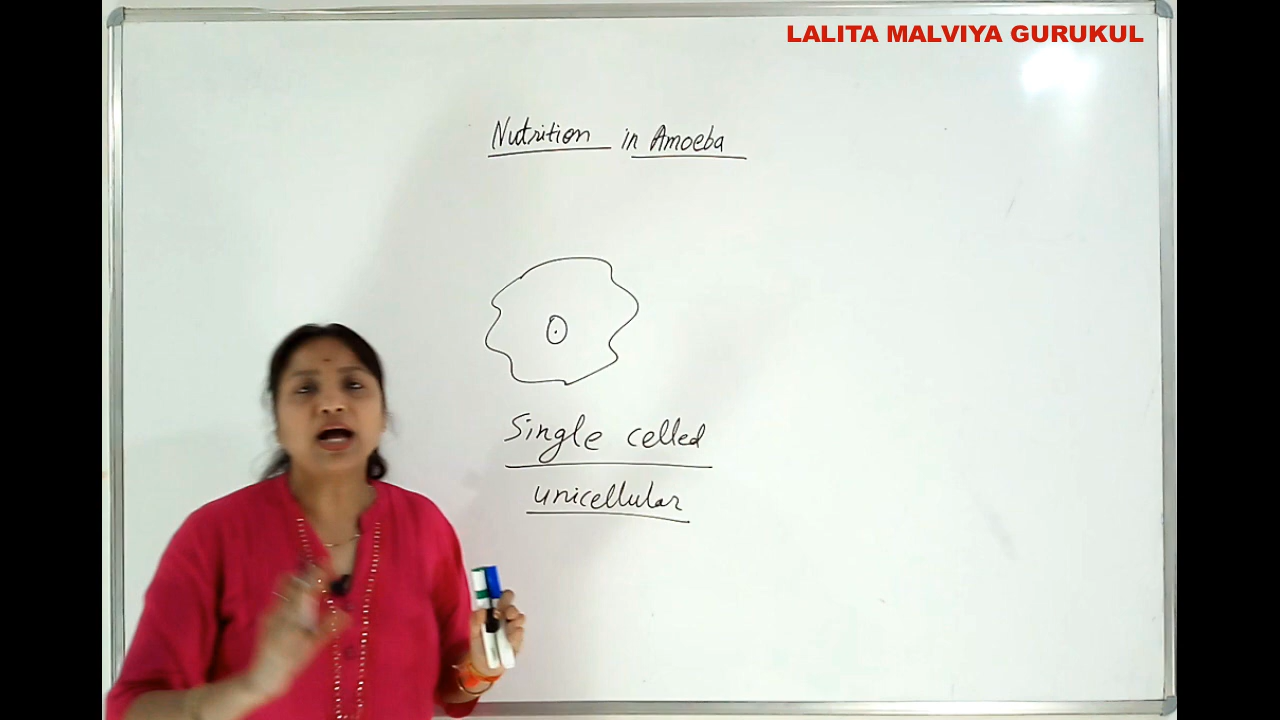 LALITA MALVIYA GURUKUL
Nutrition in Amoeba
Single celled
unicellular